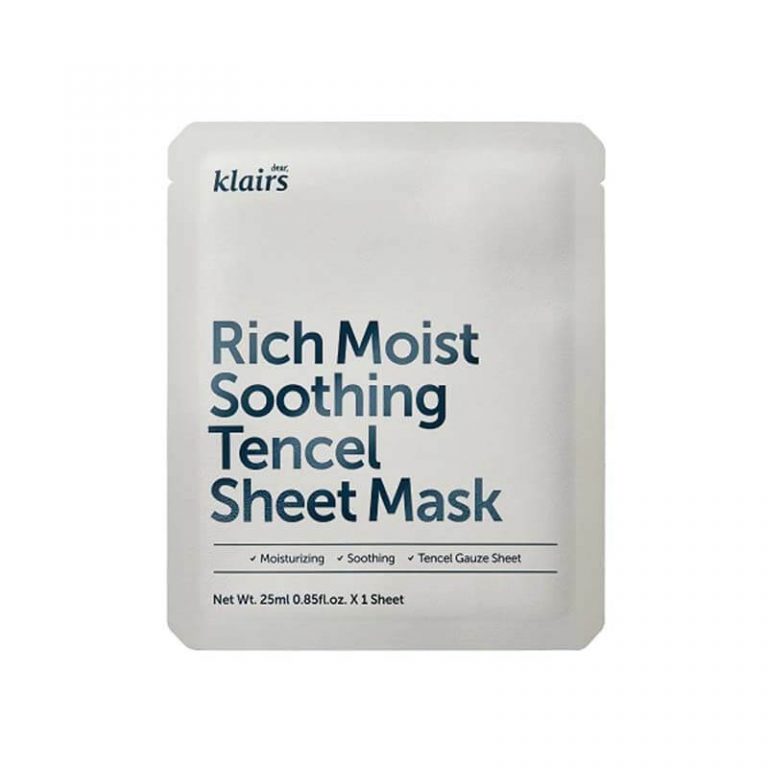 dear,
klairs
Rich Moist
Soothing
Tencel
Sheet Mask
✓ Moisturizing ✓ Soothing ✓ Tencel Gauze Sheet
Net Wt. 25ml 0.85fl.oz. X 1 Sheet